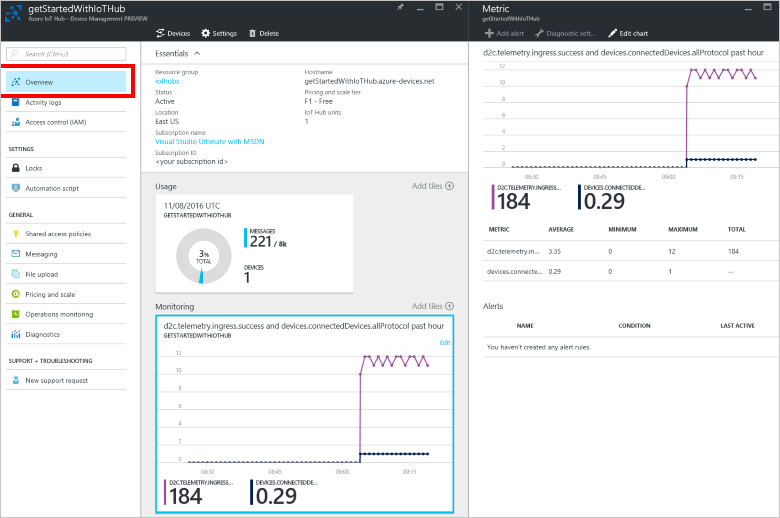 getStartedWithIoTHub
Azure IoT Hub - Device Management PREVIEW
Devices Settings Delete
Search (Ctrl+/)
Overview
Activity logs
Access control (IAM)
SETTINGS
Locks
Automation script
GENERAL
Shared access policies
Messaging
File upload
Pricing and scale
Operations monitoring
Diagnostics
SUPPORT + TROUBLESHOOTING
New support request
Essentials
Resource group
iothubs
Status
Active
Location
East US
Subscription name
Visual Studio Ultimate with MSDN
Subscription ID
<your subscription id>
Hostname
getStartedWithIoTHub.azure-devices.net
Pricing and scale tier
F1 - Free
IoT Hub units
1
Usage
Add tiles
11/08/2016 UTC
GETSTARTEDWITHIOTHUB
3%
TOTAL
MESSAGES
221 / 8k
DEVICES
1
Monitoring
Add tiles
d2c.telemetry.ingress.success and devices.connectedDevices.allProtocol past hour
GETSTARTEDWITHIOTHUB
Edit
12
10
8
6
4
2
0
08:30 08:45 09:00 09:15
D2C.TELEMETRY.INGRESS...
184
DEVICES.CONNECTEDDE...
0.29
Metric
getStartedWithIoTHub
Add alert Diagnostic sett... Edit chart
d2c.telemetry.ingress.success and devices.connectedDevices.allProtocol past hour
12
10
8
6
4
2
0
08:30 08:45 09:00 09:15
D2C.TELEMETRY.INGRESS...
184
DEVICES.CONNECTEDDE...
0.29
METRIC AVERAGE MINIMUM MAXIMUM TOTAL
d2c.telemetry.in... 3.35 0 12 184
devices.connecte... 0.29 0 1 --
Alerts
NAME CONDITION LAST ACTIVE
You haven't created any alert rules.